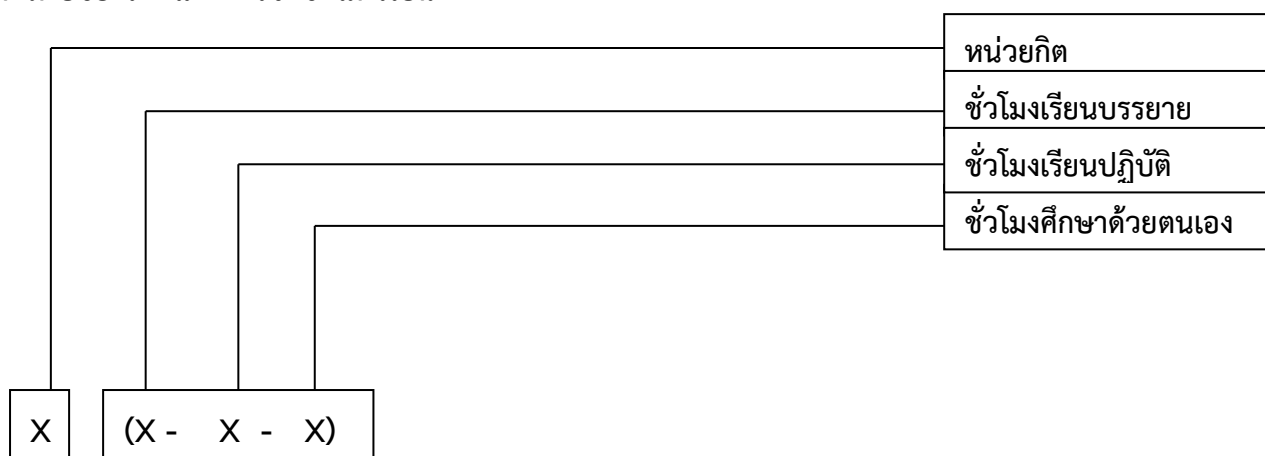 หน่วยกิต
ชั่วโมงเรียนบรรยาย
ชั่วโมงเรียนปฏิบัติ
ชั่วโมงศึกษาด้วยตนเอง
X (X - X - X)